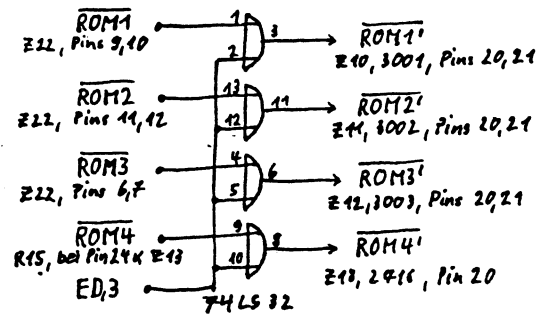 ROM1 1 3 ROM1'
Z22, Pins 9,10 2 Z10, 3001, Pins 20,21
ROM2 13 11 ROM2'
Z22, Pins 11,12 12 Z11, 3002, Pins 20,21
ROM3 4 6 ROM3'
Z22, Pins 6,7 5 Z12, 3003, Pins 20,21
ROM4 9 8 ROM4'
R15, bei Pin 24 v Z13 10 Z13, 2716, Pin 20
ED,3 74LS32